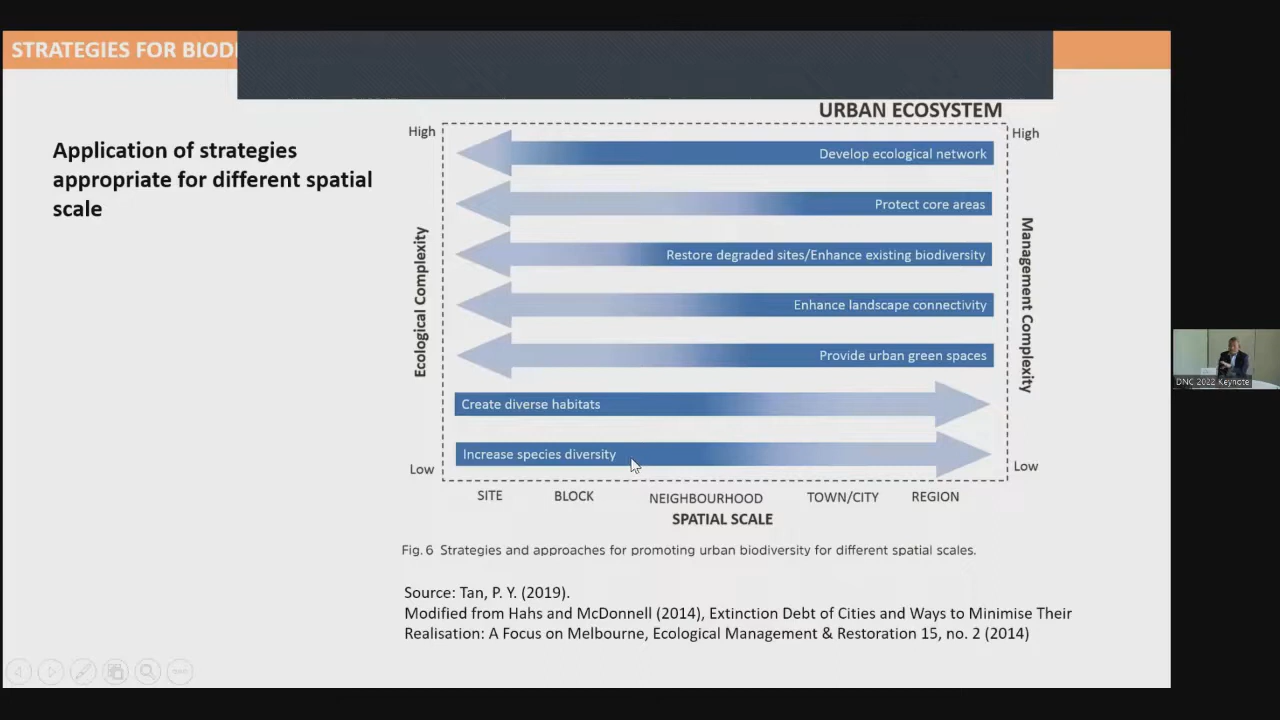 STRATEGIES FOR
Application of strategies
appropriate for different spatial
scale
URBAN ECOSYSTEM
High
High
Develop ecological network
Protect core areas
Restore degraded sites/Enhance existing biodiversity
Enhance landscape connectivity
Provide urban green spaces
Create diverse habitats
Increase species diversity
Ecological Complexity
Management Complexity
Low
Low
SITE BLOCK NEIGHBOURHOOD TOWN/CITY REGION
SPATIAL SCALE
Fig. 6 Strategies and approaches for promoting urban biodiversity for different spatial scales.
Source: Tan, P. Y. (2019).
Modified from Hahs and McDonnell (2014), Extinction Debt of Cities and Ways to Minimise Their
Realisation: A Focus on Melbourne, Ecological Management & Restoration 15, no. 2 (2014)
DNC 2022 Keynote